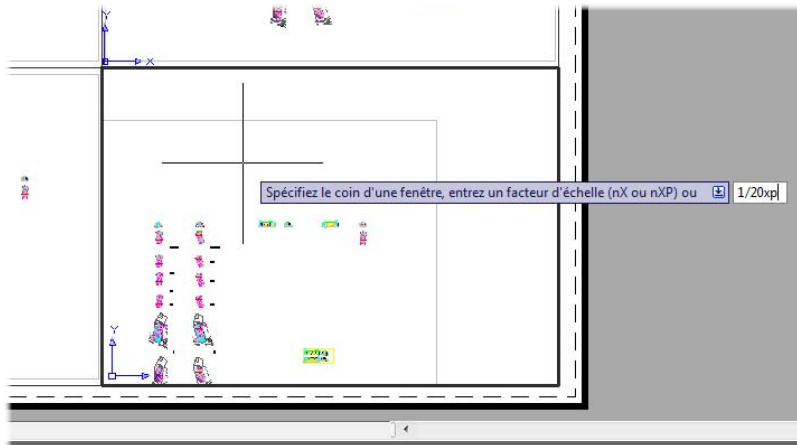 Y
X
Spécifiez le coin d'une fenêtre, entrez un facteur d'échelle (nX ou nXP) ou 1/20xp
Y